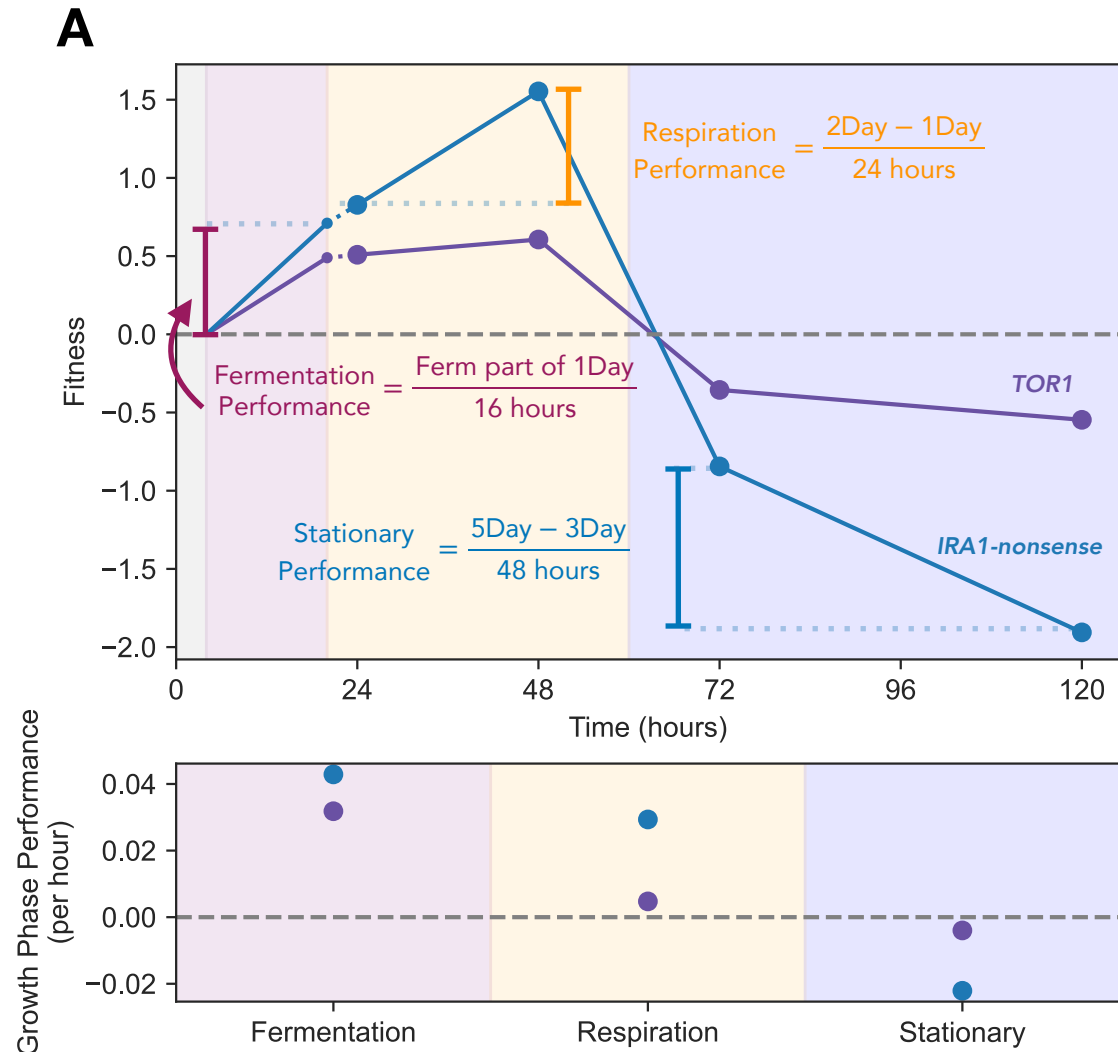 A
1.5
1.0
0.5
0.0
−0.5
−1.0
−1.5
−2.0
Fitness
Respiration
Performance
=
2Day − 1Day
24 hours
Fermentation
Performance
=
Ferm part of 1Day
16 hours
TOR1
Stationary
Performance
=
5Day − 3Day
48 hours
IRA1-nonsense
0 24 48 72 96 120
Time (hours)
Growth Phase Performance
(per hour)
0.04
0.02
0.00
−0.02
Fermentation Respiration Stationary